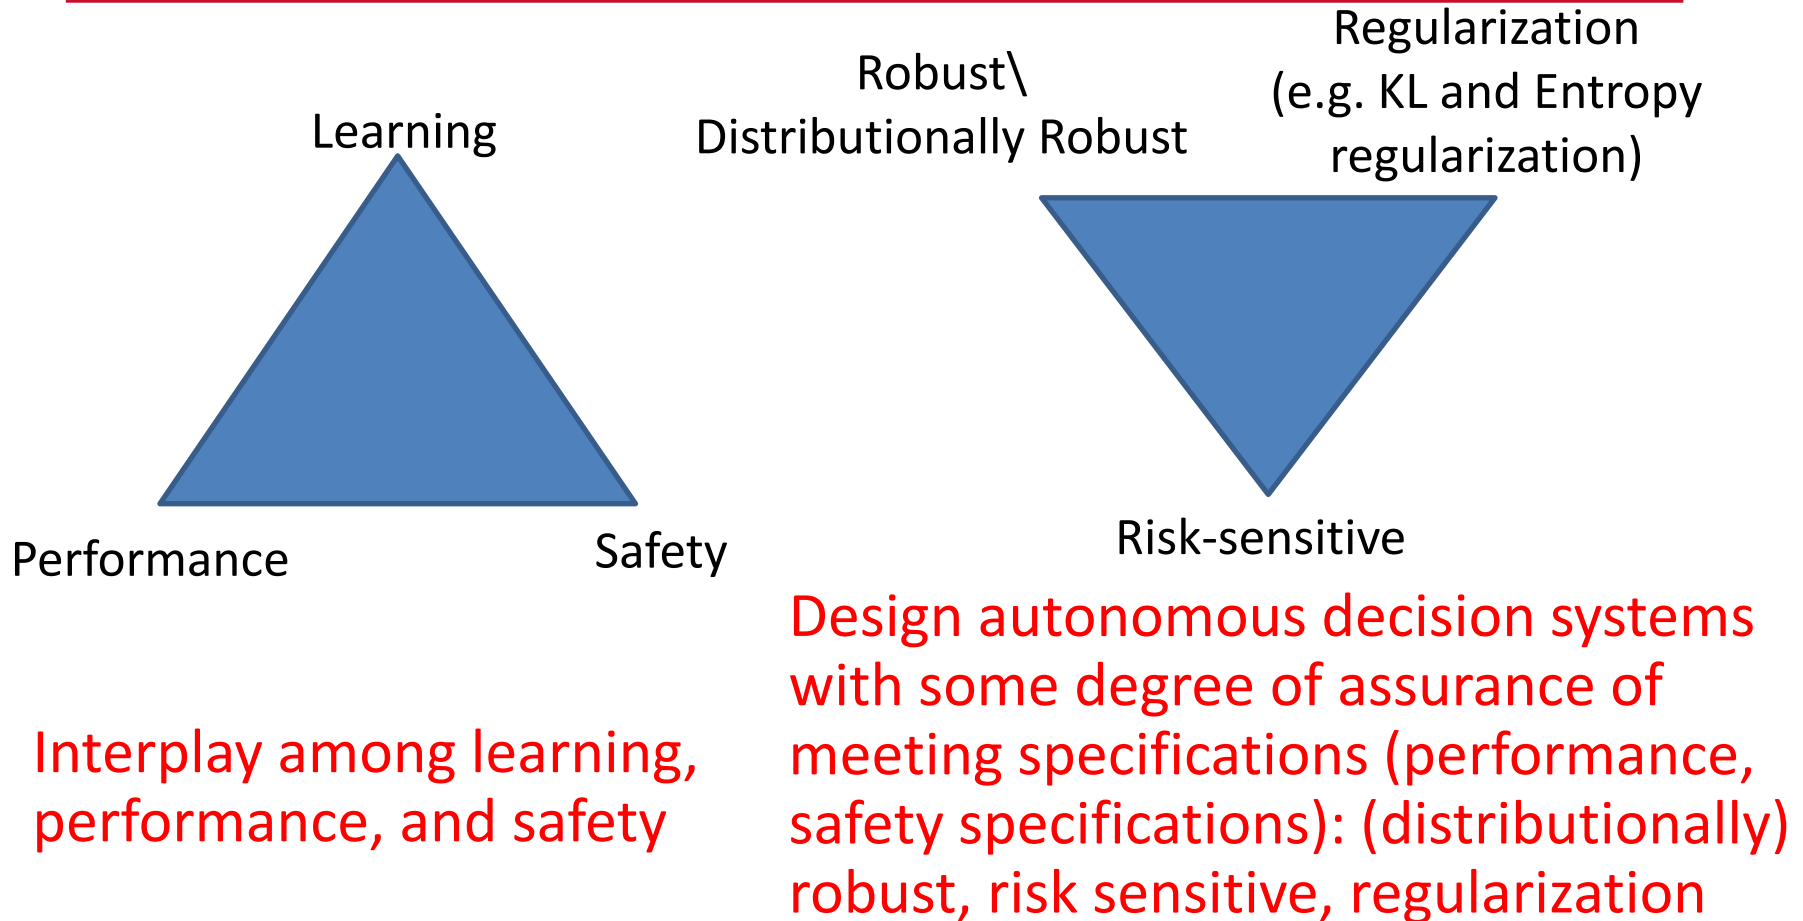 Learning
Performance
Safety
Interplay among learning,
performance, and safety
Robust\
Distributionally Robust
Regularization
(e.g. KL and Entropy
regularization)
Risk-sensitive
Design autonomous decision systems
with some degree of assurance of
meeting specifications (performance,
safety specifications): (distributionally)
robust, risk sensitive, regularization